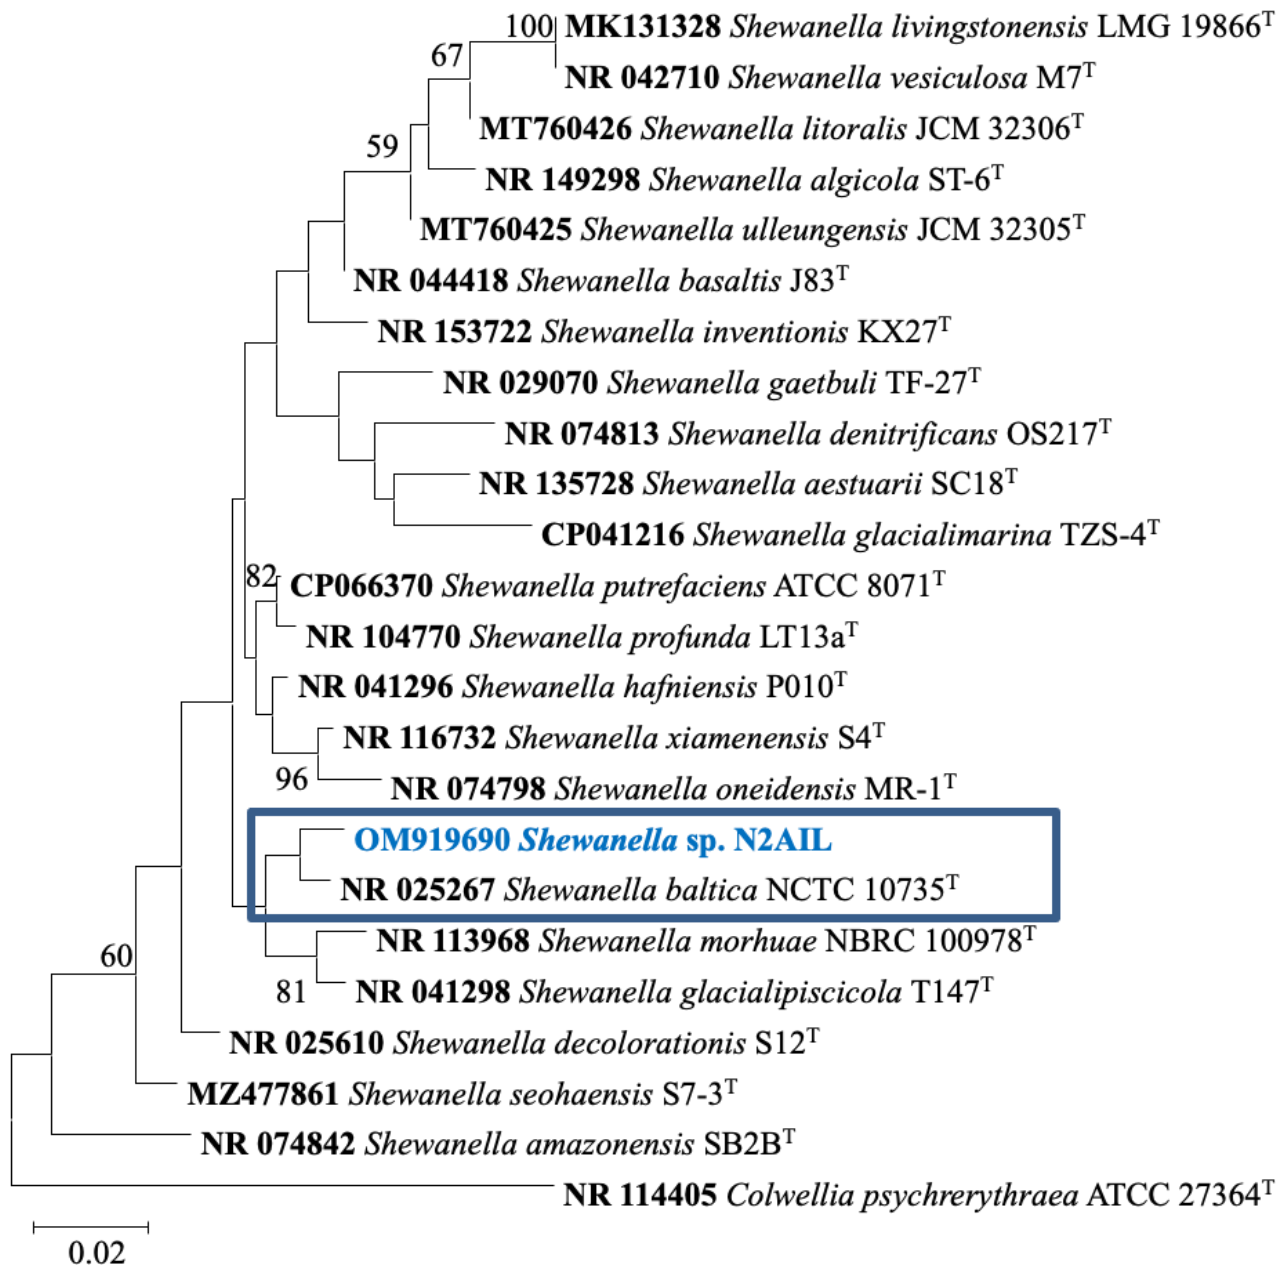 100 MK131328 Shewanella livingstonensis LMG 19866ᵀ
67
NR 042710 Shewanella vesiculosa M7ᵀ
MT760426 Shewanella litoralis JCM 32306ᵀ
59
NR 149298 Shewanella algicola ST-6ᵀ
MT760425 Shewanella ulleungensis JCM 32305ᵀ
NR 044418 Shewanella basaltis J83ᵀ
NR 153722 Shewanella inventionis KX27ᵀ
NR 029070 Shewanella gaetbuli TF-27ᵀ
NR 074813 Shewanella denitrificans OS217ᵀ
NR 135728 Shewanella aestuarii SC18ᵀ
CP041216 Shewanella glacialimarina TZS-4ᵀ
82 CP066370 Shewanella putrefaciens ATCC 8071ᵀ
NR 104770 Shewanella profunda LT13aᵀ
NR 041296 Shewanella hafniensis P010ᵀ
NR 116732 Shewanella xiamenensis S4ᵀ
96 NR 074798 Shewanella oneidensis MR-1ᵀ
OM919690 Shewanella sp. N2AIL
NR 025267 Shewanella baltica NCTC 10735ᵀ
NR 113968 Shewanella morhuae NBRC 100978ᵀ
60
81 NR 041298 Shewanella glacialipiscicola T147ᵀ
NR 025610 Shewanella decolorationis S12ᵀ
MZ477861 Shewanella seohaensis S7-3ᵀ
NR 074842 Shewanella amazonensis SB2Bᵀ
NR 114405 Colwellia psychrerythraea ATCC 27364ᵀ
0.02